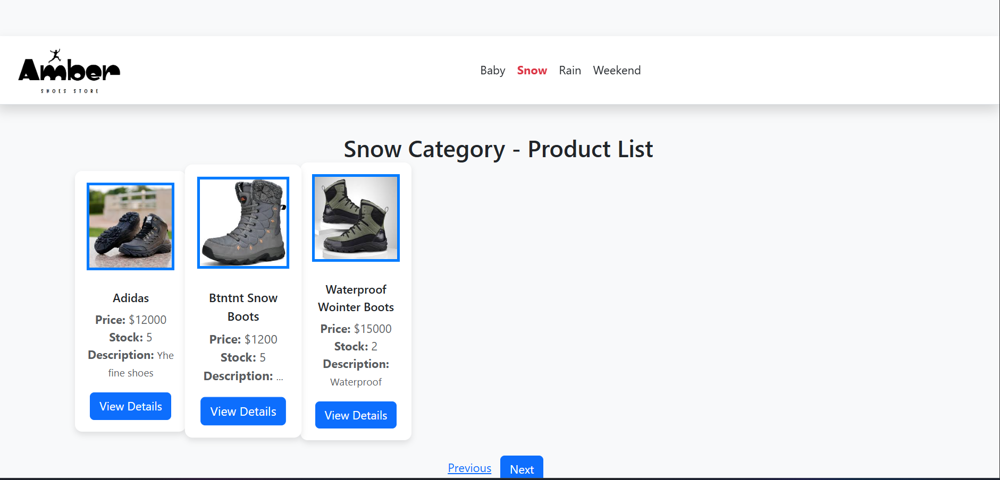 Amber
SHOES STORE
Baby Snow Rain Weekend
Snow Category - Product List
Adidas
Price: $12000
Stock: 5
Description: Yhe
fine shoes
View Details
Btntnt Snow
Boots
Price: $1200
Stock: 5
Description: ...
View Details
Waterproof
Wointer Boots
Price: $15000
Stock: 2
Description:
Waterproof
View Details
Previous Next